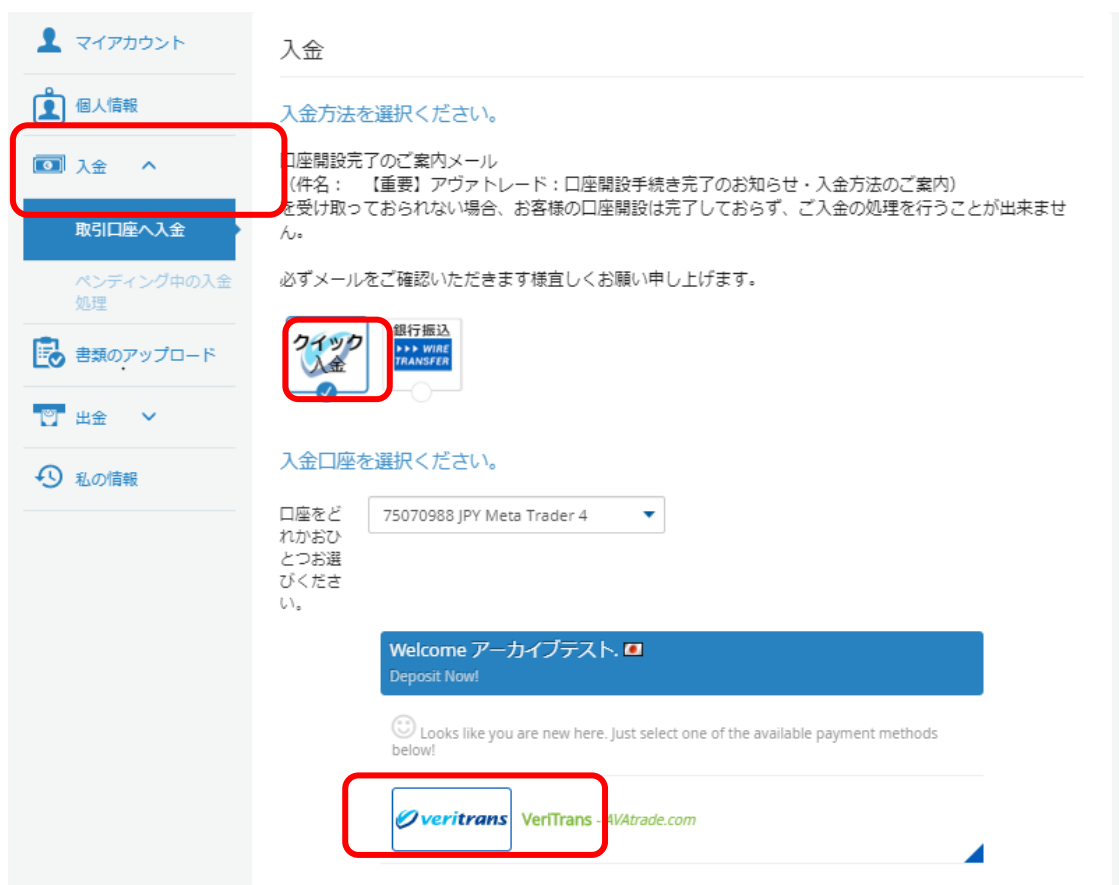 マイアカウント
個人情報
入金
取引口座へ入金
ペンディング中の入金
処理
書類のアップロード
出金
私の情報
入金
入金方法を選択ください。
口座開設完了のご案内メール
（件名： 【重要】アヴァトレード：口座開設手続き完了のお知らせ・入金方法のご案内）
を受け取っておられない場合、お客様の口座開設は完了しておらず、ご入金の処理を行うことが出来ませ
ん。
必ずメールをご確認いただきます様宜しくお願い申し上げます。
クイック
入金
銀行振込
WIRE
TRANSFER
入金口座を選択ください。
口座をど
れかおひ
とつお選
びくださ
い。
75070988 JPY Meta Trader 4
Welcome アーカイブテスト.
Deposit Now!
Looks like you are new here. Just select one of the available payment methods
below!
veritrans VeriTrans - AVAtrade.com